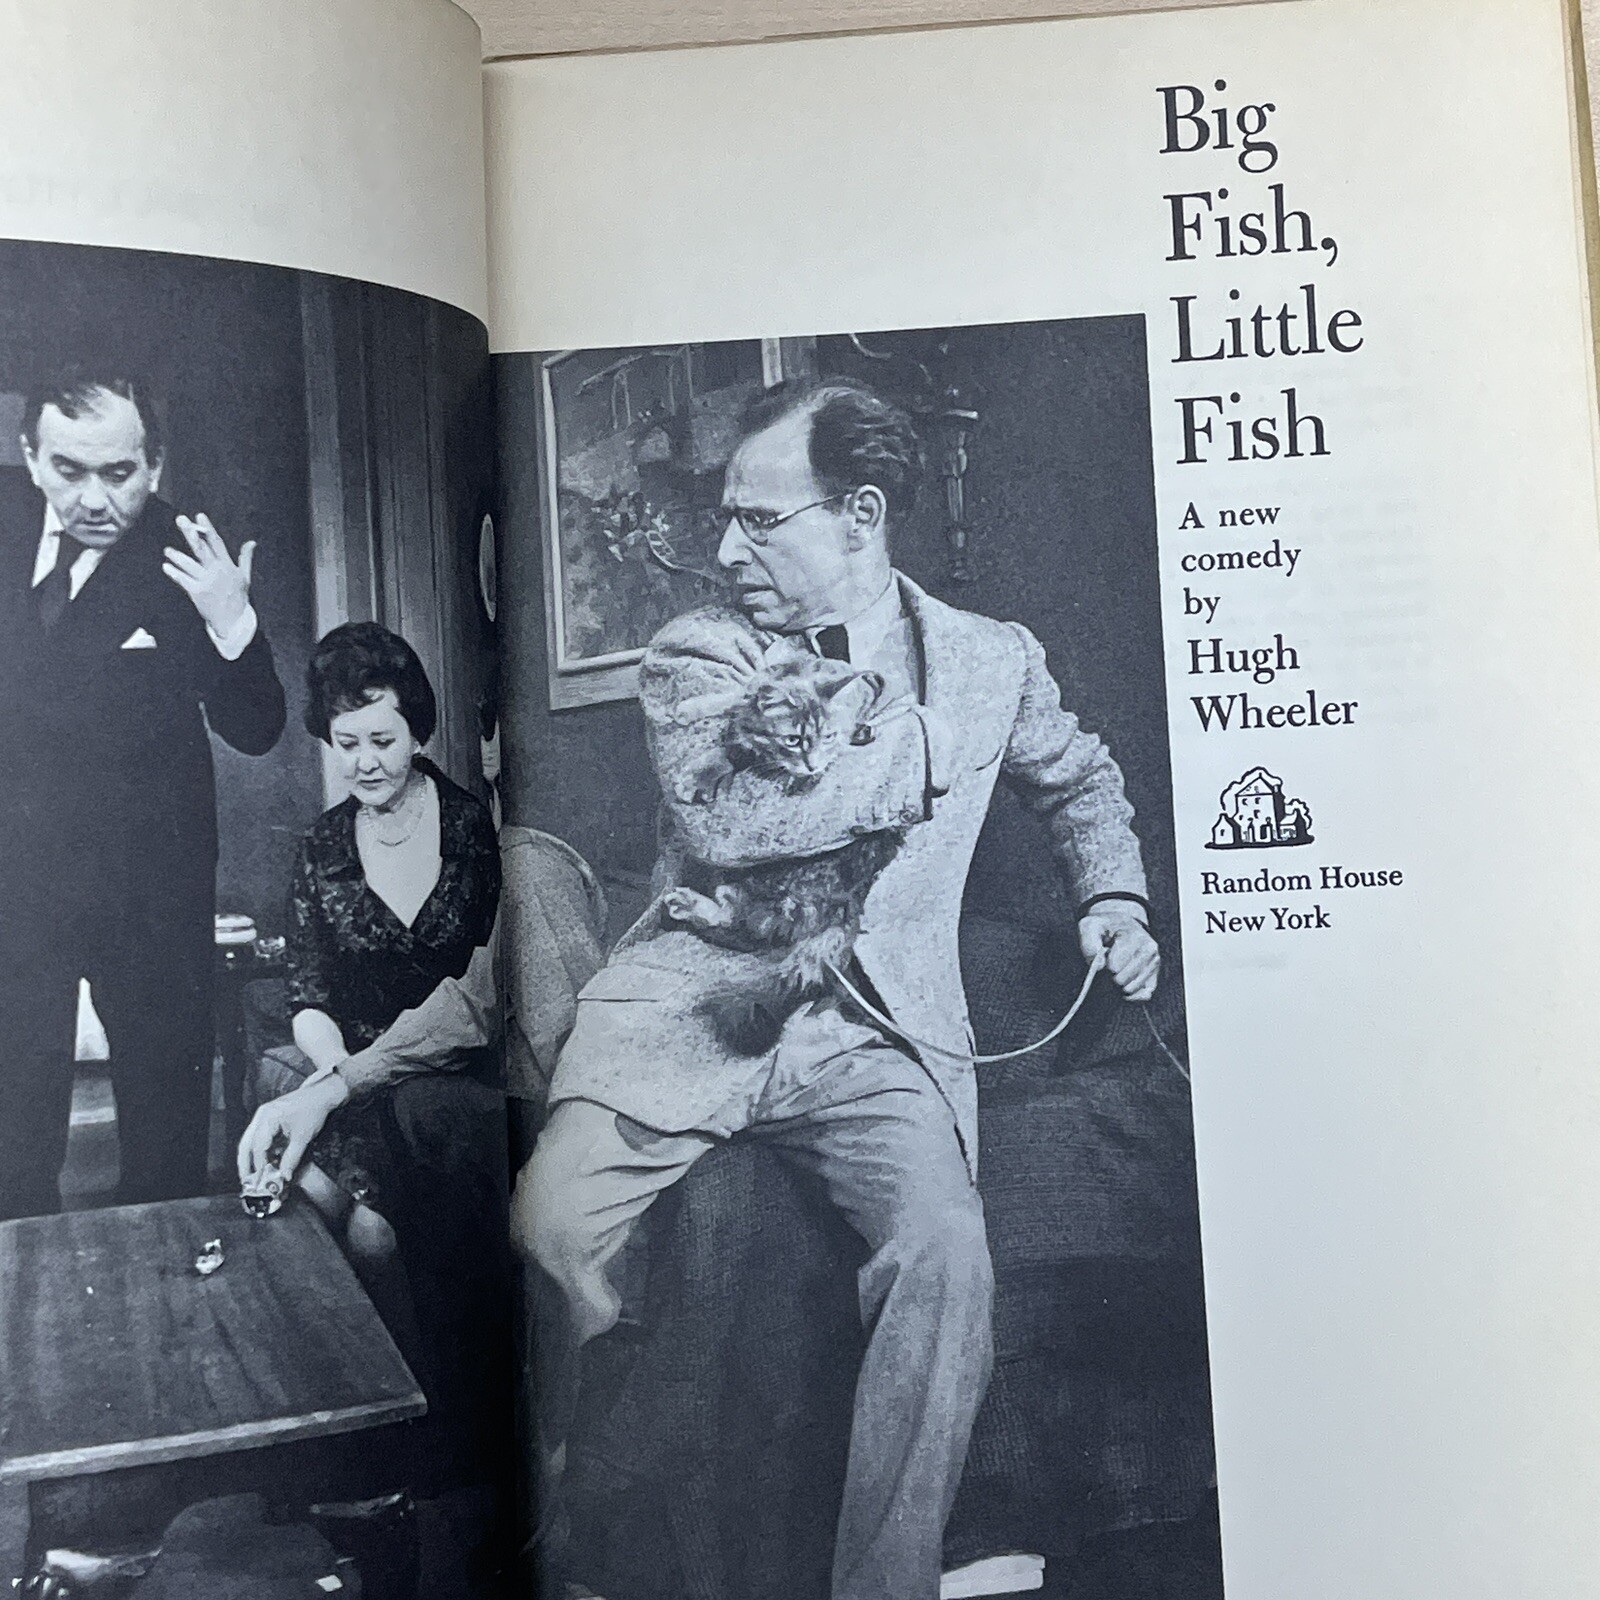 Big
Fish,
Little
Fish
A new
comedy
by
Hugh
Wheeler
Random House
New York